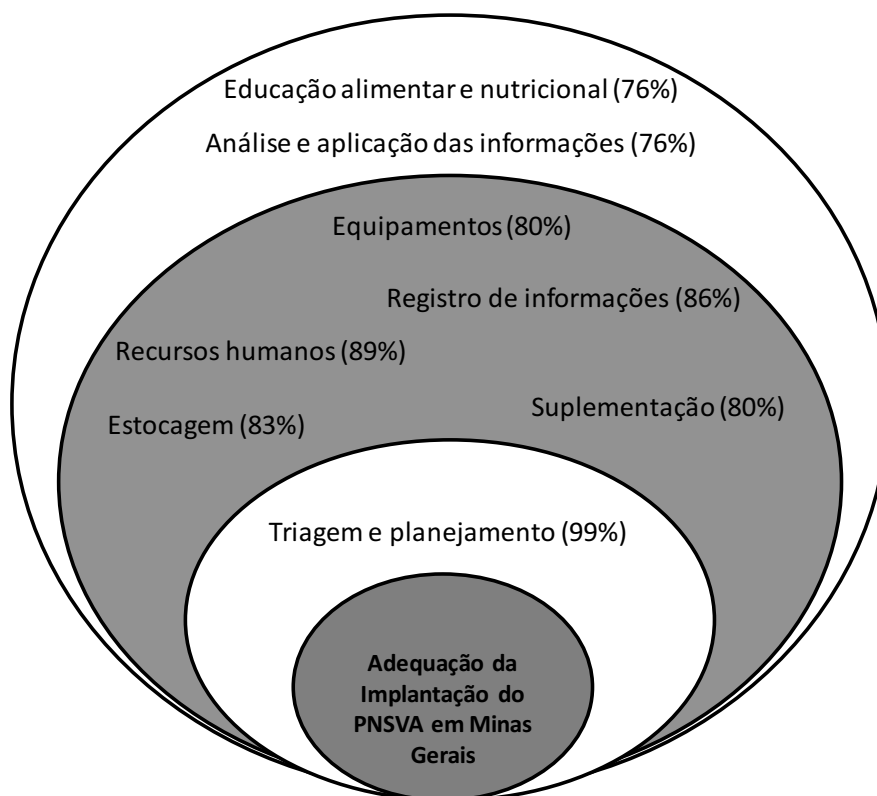 Educação alimentar e nutricional (76%)
Análise e aplicação das informações (76%)
Equipamentos (80%)
Registro de informações (86%)
Recursos humanos (89%)
Suplementação (80%)
Estocagem (83%)
Triagem e planejamento (99%)
Adequação da
Implantação do
PNSVA em Minas
Gerais